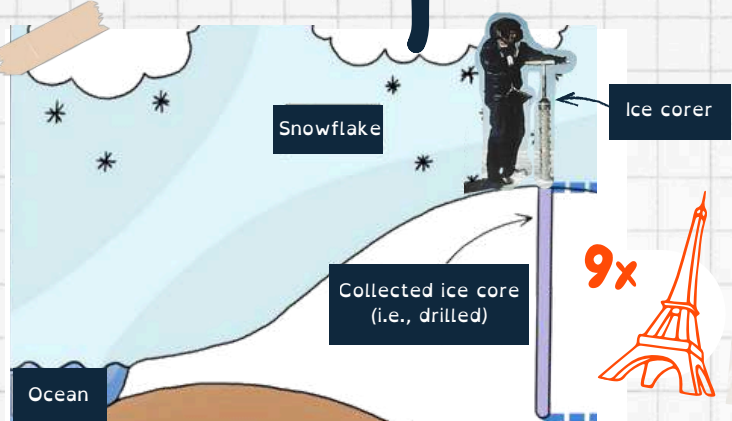 Ice corer
Snowflake
9x
Collected ice core
(i.e., drilled)
Ocean